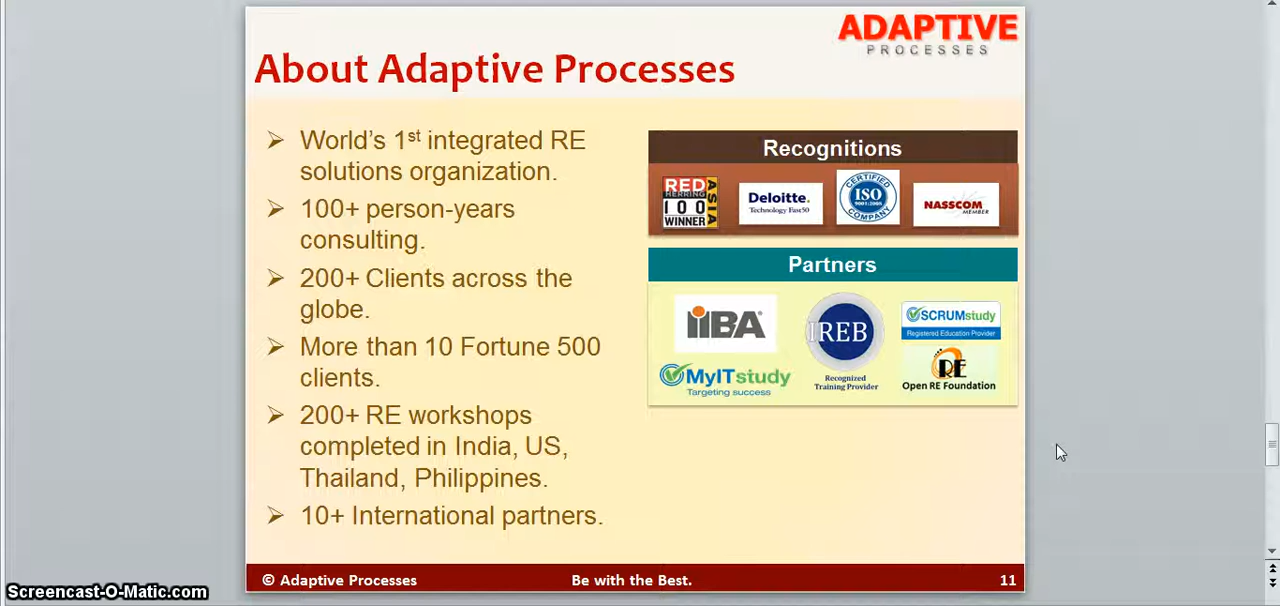 ADAPTIVE
PROCESSES
About Adaptive Processes
➢ World's 1st integrated RE
solutions organization.
➢ 100+ person-years
consulting.
➢ 200+ Clients across the
globe.
➢ More than 10 Fortune 500
clients.
➢ 200+ RE workshops
completed in India, US,
Thailand, Philippines.
➢ 10+ International partners.
Recognitions
RED
HERRING
100
WINNER
ASIA
Deloitte.
Technology Fast50
CERTIFIED
ISO
9001:2008
COMPANY
NASSCOM
MEMBER
Partners
iiBA
IREB
Recognized
Training Provider
SCRUMstudy
Registered Education Provider
MyITstudy
Targeting success
RE
Open RE Foundation
© Adaptive Processes Be with the Best. 11
Screencast-O-Matic.com